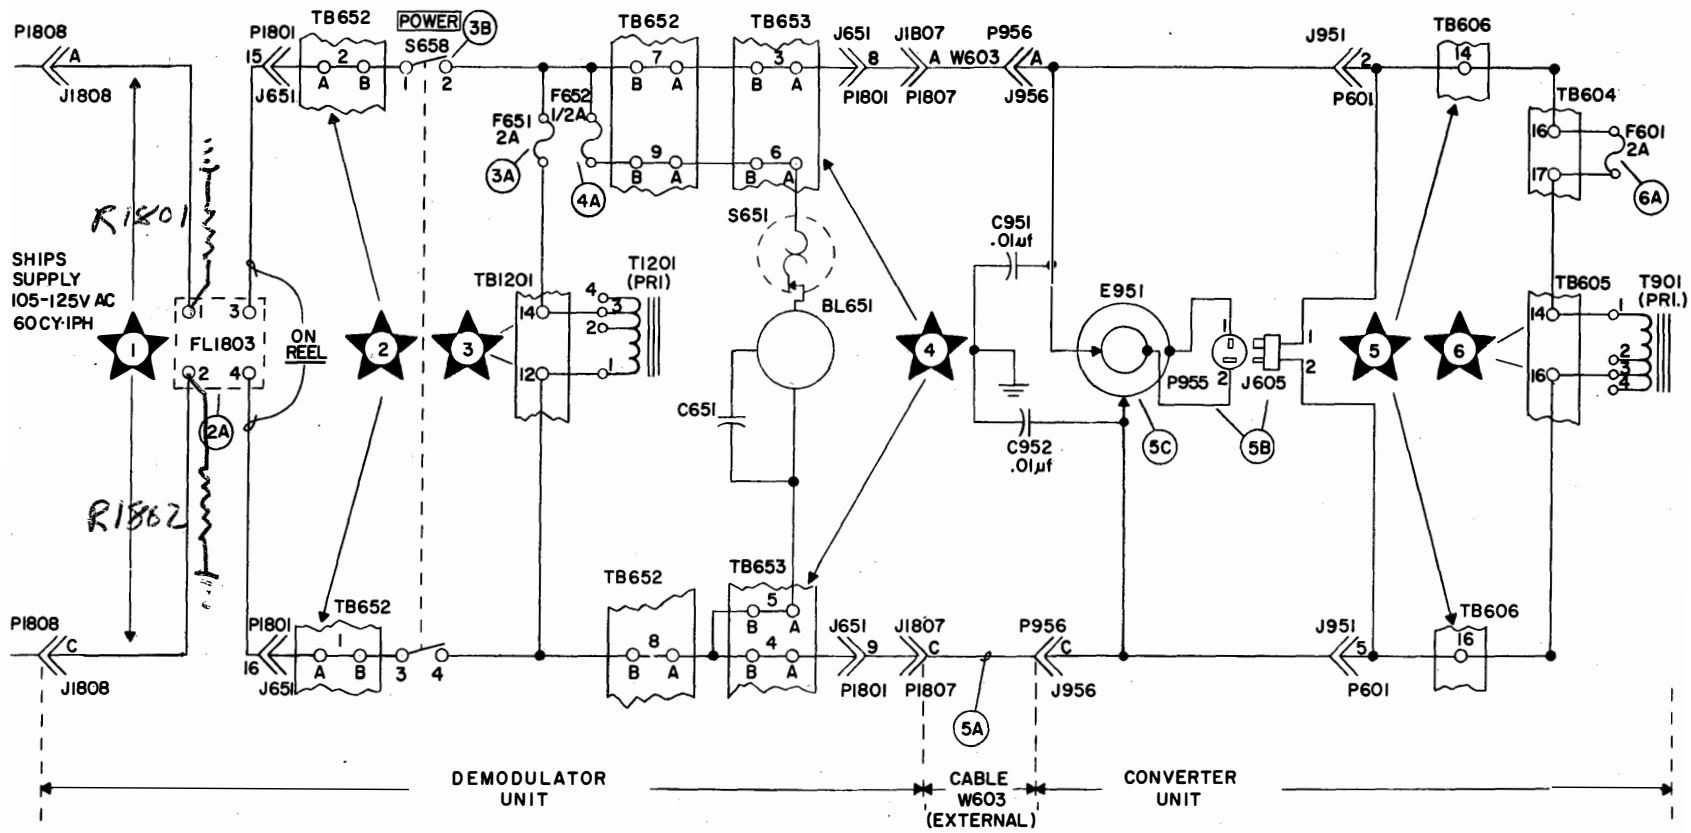 P1808
A
J1808
P1801
15
J651
TB652
2
A
B
POWER
S658
3B
1
2
F651
2A
3A
F652
1/2A
4A
TB652
7
B
A
9
B
A
TB653
3
B
A
6
B
A
J651
8
P1801
J1807
A
P1807
W603
P956
A
J956
J951
2
P601
TB606
14
TB604
16
17
F601
2A
6A
R1801
SHIPS
SUPPLY
105-125V AC
60CY·1PH
1
1
3
FL1803
2
4
2A
ON
REEL
2
3
TB1201
14
12
T1201
(PRI)
4
3
2
1
S651
BL651
C651
4
C951
.01µf
C952
.01µf
E951
5C
P955
1
2
J605
1
2
5B
5
6
TB605
14
16
T901
(PRI.)
1
2
3
4
R1802
P1808
C
J1808
P1801
16
J651
TB652
1
A
B
3
4
TB652
8
B
A
TB653
5
B
A
4
B
A
J651
9
P1801
J1807
C
P1807
5A
P956
C
J956
J951
5
P601
TB606
16
DEMODULATOR
UNIT
CABLE
W603
(EXTERNAL)
CONVERTER
UNIT